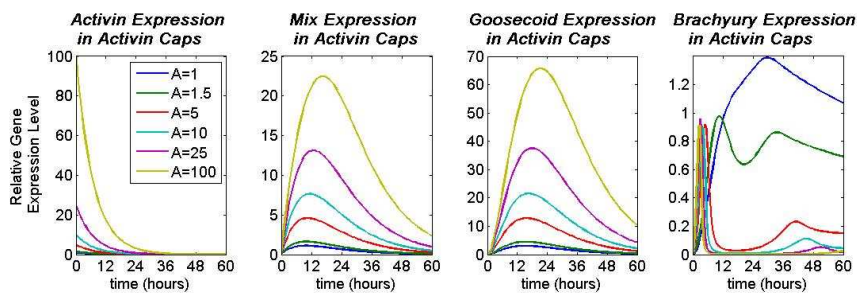 Activin Expression
in Activin Caps
Mix Expression
in Activin Caps
Goosecoid Expression
in Activin Caps
Brachyury Expression
in Activin Caps
Relative Gene
Expression Level
100
80
60
40
20
0
A=1
A=1.5
A=5
A=10
A=25
A=100
0 12 24 36 48 60
time (hours)
25
20
15
10
5
0
0 12 24 36 48 60
time (hours)
70
60
50
40
30
20
10
0
0 12 24 36 48 60
time (hours)
1.2
1
0.8
0.6
0.4
0.2
0
0 12 24 36 48 60
time (hours)